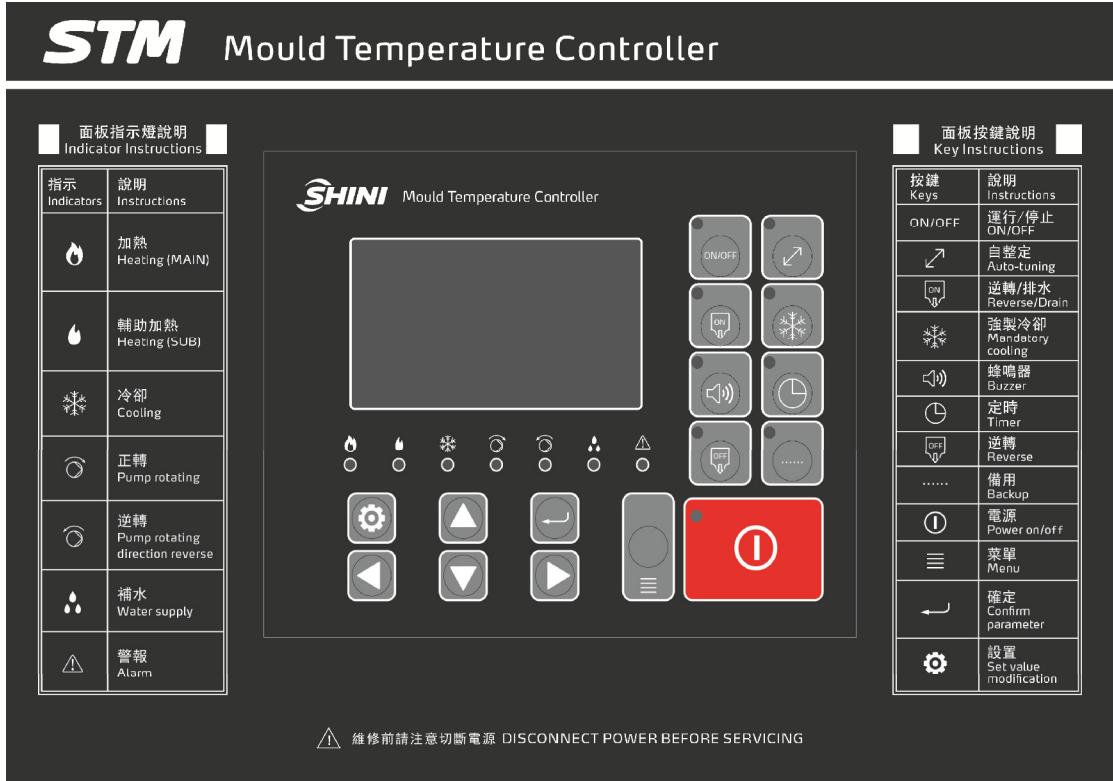 STM Mould Temperature Controller
面板指示燈說明
Indicator Instructions
指示 說明
Indicators Instructions
加熱
Heating (MAIN)
輔助加熱
Heating (SUB)
冷卻
Cooling
正轉
Pump rotating
逆轉
Pump rotating
direction reverse
補水
Water supply
警報
Alarm
SHINI Mould Temperature Controller
ON/OFF
ON
OFF
......
面板按鍵說明
Key Instructions
按鍵 說明
Keys Instructions
ON/OFF 運行/停止
ON/OFF
自整定
Auto-tuning
ON 逆轉/排水
Reverse/Drain
強製冷卻
Mandatory
cooling
蜂鳴器
Buzzer
定時
Timer
OFF 逆轉
Reverse
...... 備用
Backup
電源
Power on/off
菜單
Menu
確定
Confirm
parameter
設置
Set value
modification
維修前請注意切斷電源 DISCONNECT POWER BEFORE SERVICING